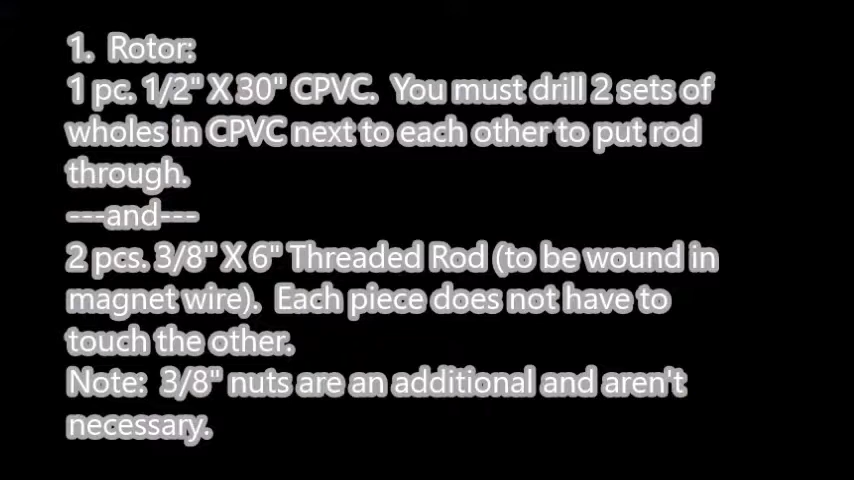 1.  Rotor:
1 pc. 1/2" X 30" CPVC.  You must drill 2 sets of
wholes in CPVC next to each other to put rod
through.
---and---
2 pcs. 3/8" X 6" Threaded Rod (to be wound in
magnet wire).  Each piece does not have to
touch the other.
Note:  3/8" nuts are an additional and aren't
necessary.